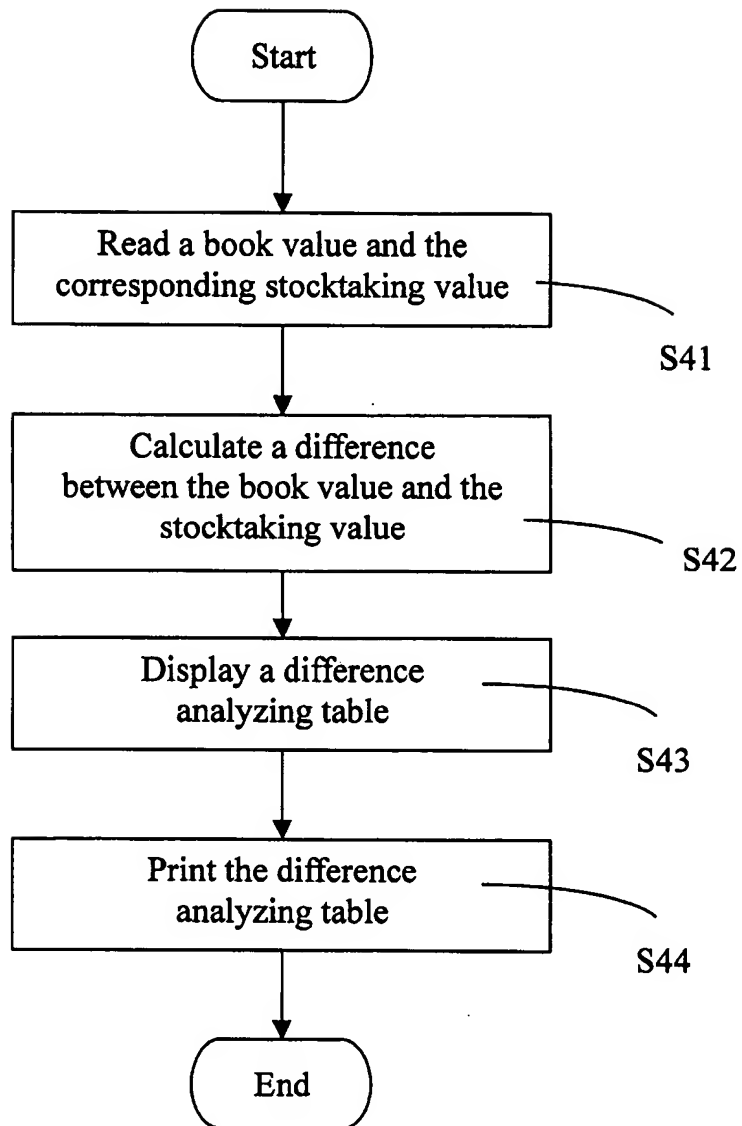 Start
Read a book value and the
corresponding stocktaking value
S41
Calculate a difference
between the book value and the
stocktaking value
S42
Display a difference
analyzing table
S43
Print the difference
analyzing table
S44
End